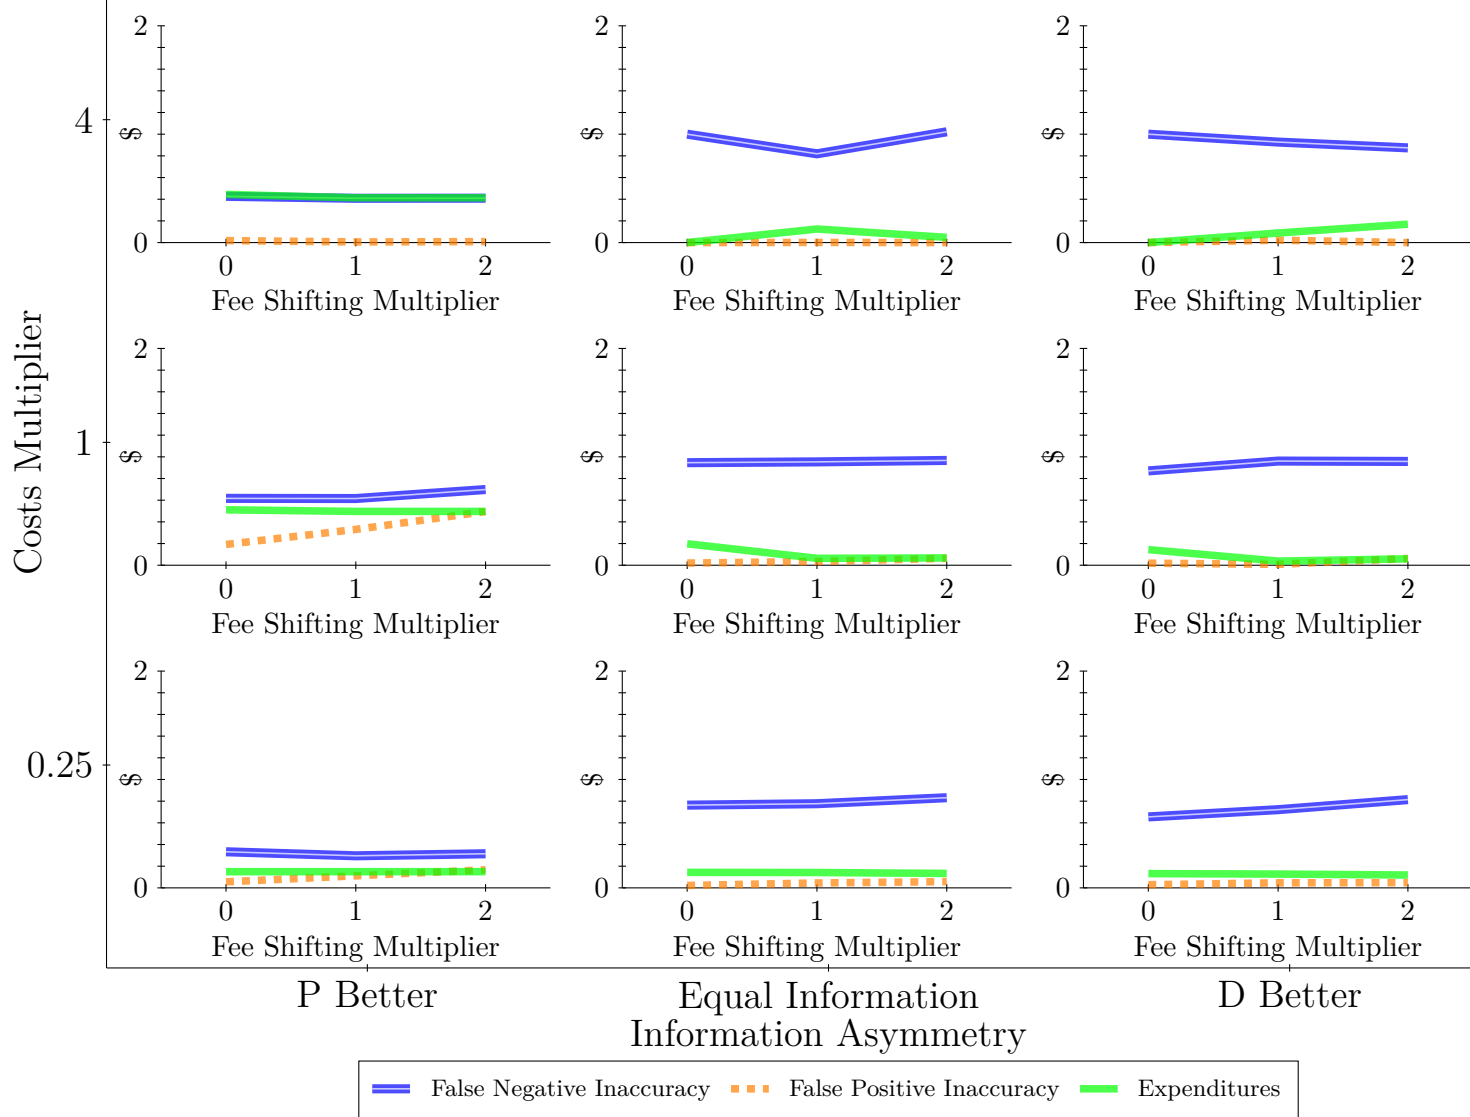 Costs Multiplier
4
2
$
0
0 1 2
Fee Shifting Multiplier
2
$
0
0 1 2
Fee Shifting Multiplier
2
$
0
0 1 2
Fee Shifting Multiplier
1
2
$
0
0 1 2
Fee Shifting Multiplier
2
$
0
0 1 2
Fee Shifting Multiplier
2
$
0
0 1 2
Fee Shifting Multiplier
0.25
2
$
0
0 1 2
Fee Shifting Multiplier
2
$
0
0 1 2
Fee Shifting Multiplier
2
$
0
0 1 2
Fee Shifting Multiplier
P Better
Equal Information
D Better
Information Asymmetry
False Negative Inaccuracy
False Positive Inaccuracy
Expenditures